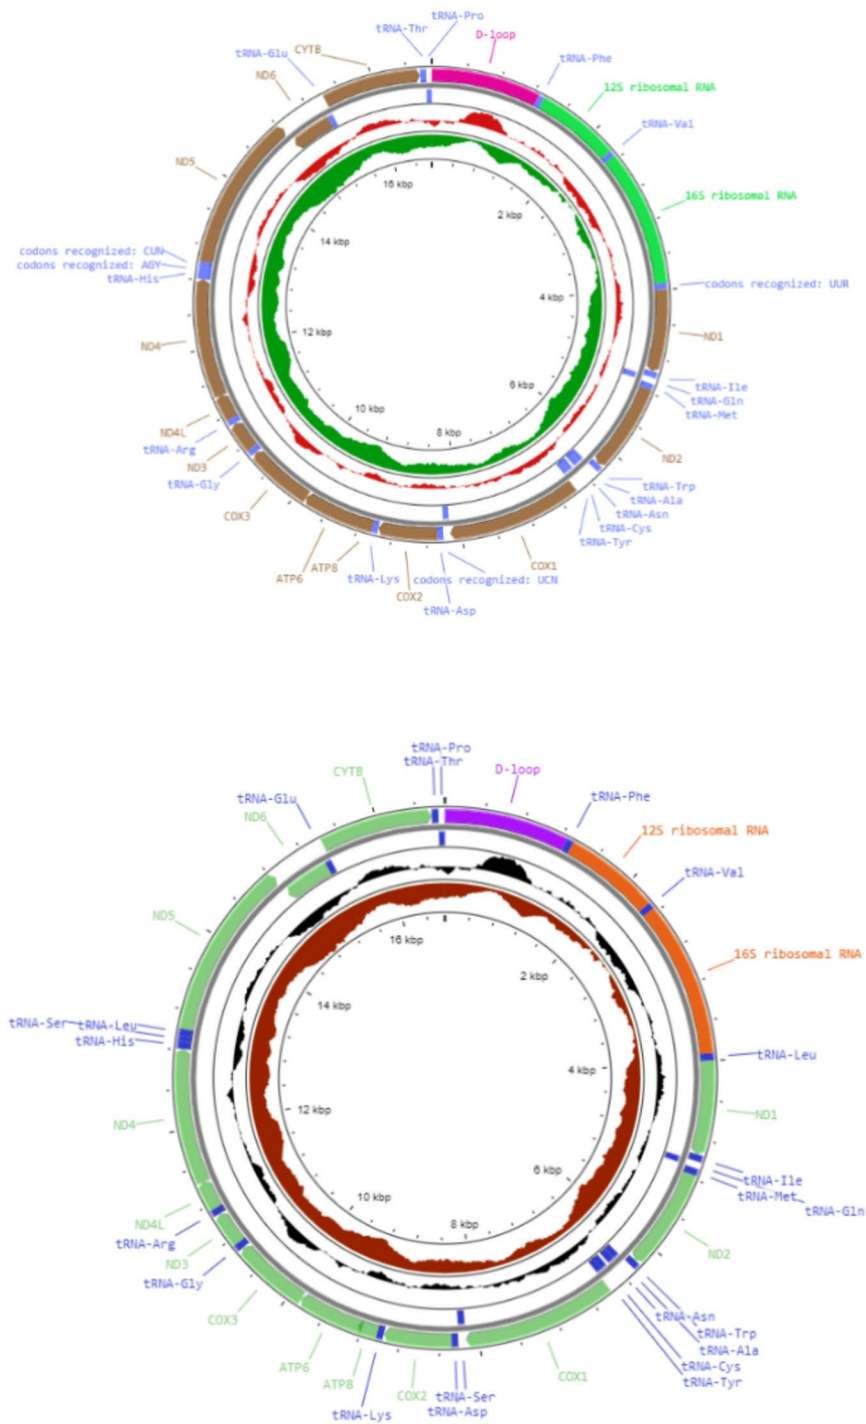 tRNA-Pro
tRNA-Thr
D-loop
tRNA-Glu
CYTB
tRNA-Phe
ND6
12S ribosomal RNA
tRNA-Val
ND5
16 kbp
16S ribosomal RNA
2 kbp
14 kbp
codons recognized: CUN
codons recognized: AGY
tRNA-His
codons recognized: UUR
4 kbp
12 kbp
ND1
ND4
6 kbp
tRNA-Ile
tRNA-Gln
tRNA-Met
10 kbp
8 kbp
ND4L
tRNA-Arg
ND3
tRNA-Gly
ND2
tRNA-Trp
tRNA-Ala
tRNA-Asn
tRNA-Cys
tRNA-Tyr
COX3
COX1
ATP8
ATP6
tRNA-Lys
codons recognized: UCN
COX2
tRNA-Asp
tRNA-Pro
tRNA-Thr
CYTB
D-loop
tRNA-Glu
tRNA-Phe
ND6
12S ribosomal RNA
tRNA-Val
ND5
16 kbp
16S ribosomal RNA
2 kbp
14 kbp
tRNA-Ser
tRNA-Leu
tRNA-His
tRNA-Leu
4 kbp
12 kbp
ND1
ND4
6 kbp
tRNA-Ile
tRNA-Met
tRNA-Gln
10 kbp
8 kbp
ND4L
tRNA-Arg
ND3
tRNA-Gly
ND2
tRNA-Asn
tRNA-Trp
tRNA-Ala
tRNA-Cys
tRNA-Tyr
COX3
ATP6
COX1
ATP8
COX2
tRNA-Ser
tRNA-Asp
tRNA-Lys